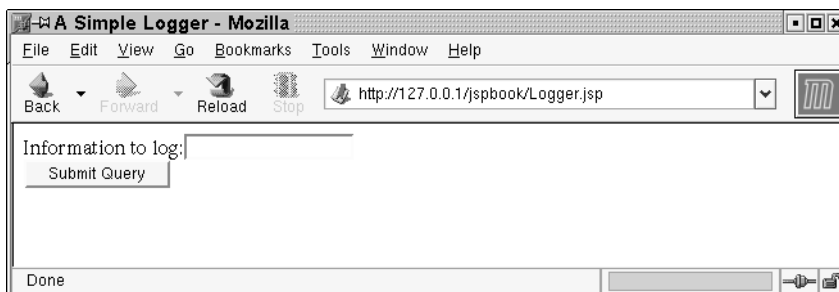 A Simple Logger - Mozilla
File Edit View Go Bookmarks Tools Window Help
Back Forward Reload Stop http://127.0.0.1/jspbook/Logger.jsp
Information to log:
Submit Query
Done